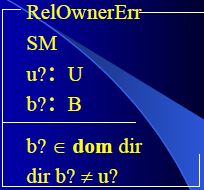 RelOwnerErr
SM
u?：U
b?：B
b? ∈ dom dir
dir b? ≠ u?